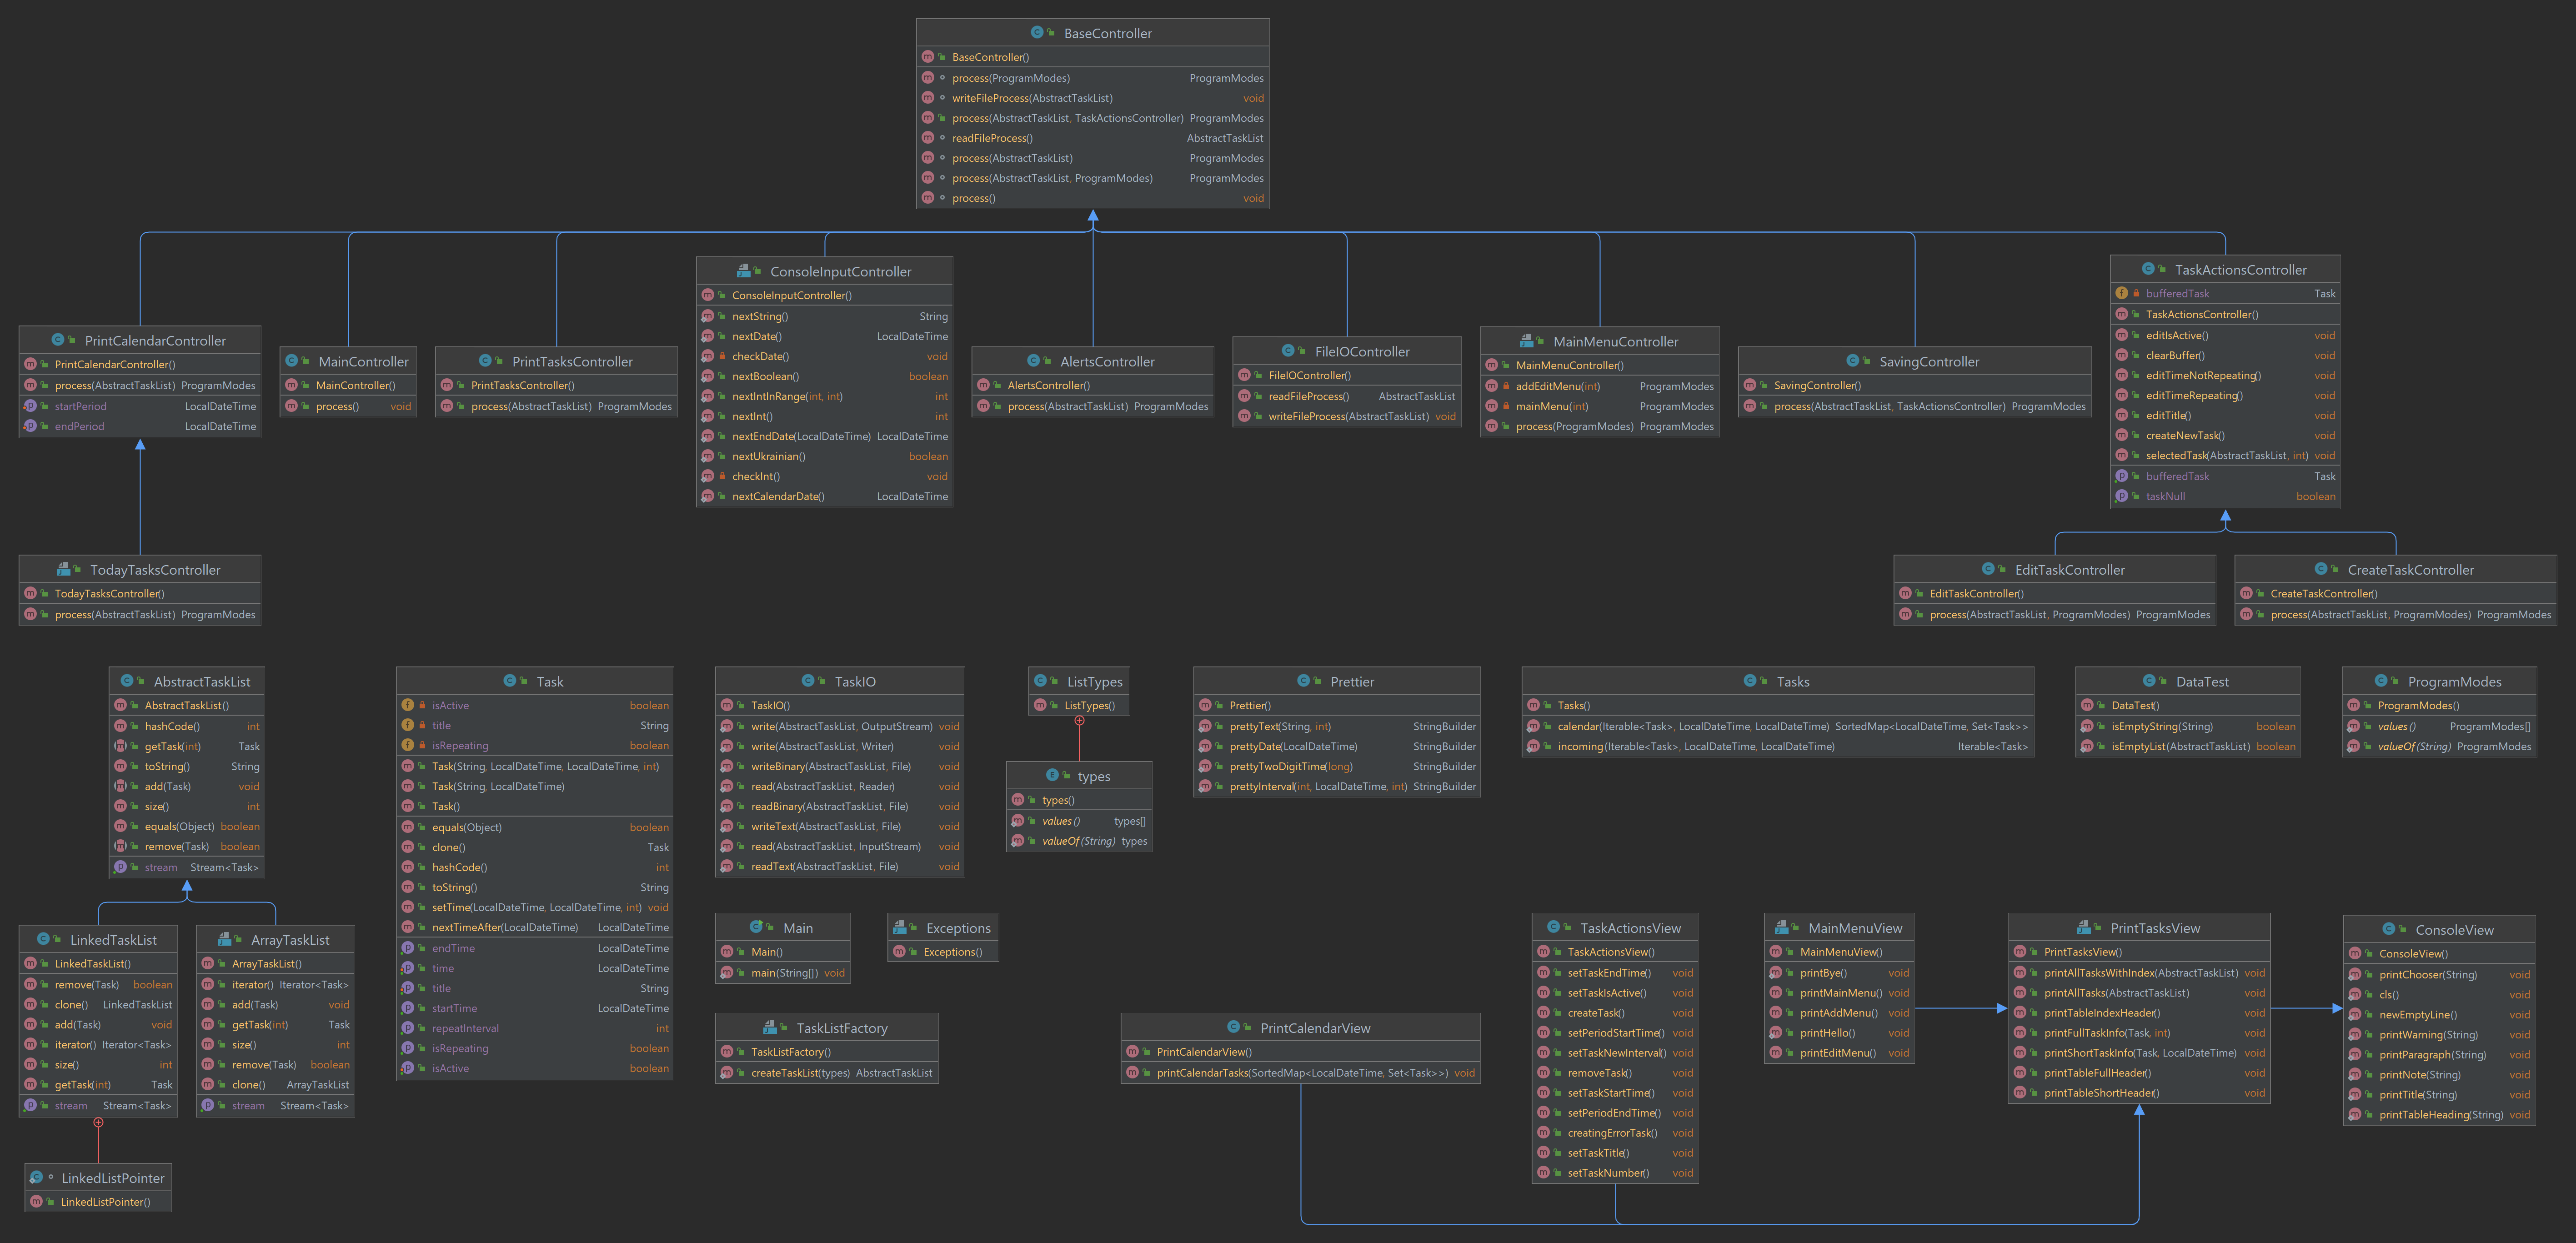 BaseController
BaseController()
process(ProgramModes) ProgramModes
writeFileProcess(AbstractTaskList) void
process(AbstractTaskList, TaskActionsController) ProgramModes
readFileProcess() AbstractTaskList
process(AbstractTaskList) ProgramModes
process(AbstractTaskList, ProgramModes) ProgramModes
process() void
PrintCalendarController
PrintCalendarController()
process(AbstractTaskList) ProgramModes
startPeriod LocalDateTime
endPeriod LocalDateTime
MainController
MainController()
process() void
PrintTasksController
PrintTasksController()
process(AbstractTaskList) ProgramModes
ConsoleInputController
ConsoleInputController()
nextString() String
nextDate() LocalDateTime
checkDate() void
nextBoolean() boolean
nextIntInRange(int, int) int
nextInt() int
nextEndDate(LocalDateTime) LocalDateTime
nextUkrainian() boolean
checkInt() void
nextCalendarDate() LocalDateTime
AlertsController
AlertsController()
process(AbstractTaskList) ProgramModes
FileIOController
FileIOController()
readFileProcess() AbstractTaskList
writeFileProcess(AbstractTaskList) void
MainMenuController
MainMenuController()
addEditMenu(int) ProgramModes
mainMenu(int) ProgramModes
process(ProgramModes) ProgramModes
SavingController
SavingController()
process(AbstractTaskList, TaskActionsController) ProgramModes
TaskActionsController
bufferedTask Task
TaskActionsController()
editIsActive() void
clearBuffer() void
editTimeNotRepeating() void
editTimeRepeating() void
editTitle() void
createNewTask() void
selectedTask(AbstractTaskList, int) void
bufferedTask Task
taskNull boolean
TodayTasksController
TodayTasksController()
process(AbstractTaskList) ProgramModes
EditTaskController
EditTaskController()
process(AbstractTaskList, ProgramModes) ProgramModes
CreateTaskController
CreateTaskController()
process(AbstractTaskList, ProgramModes) ProgramModes
AbstractTaskList
AbstractTaskList()
hashCode() int
getTask(int) Task
toString() String
add(Task) void
size() int
equals(Object) boolean
remove(Task) boolean
stream Stream<Task>
Task
isActive boolean
title String
isRepeating boolean
Task(String, LocalDateTime, LocalDateTime, int)
Task(String, LocalDateTime)
Task()
equals(Object) boolean
clone() Task
hashCode() int
toString() String
setTime(LocalDateTime, LocalDateTime, int) void
nextTimeAfter(LocalDateTime) LocalDateTime
endTime LocalDateTime
time LocalDateTime
title String
startTime LocalDateTime
repeatInterval int
isRepeating boolean
isActive boolean
TaskIO
TaskIO()
write(AbstractTaskList, OutputStream) void
write(AbstractTaskList, Writer) void
writeBinary(AbstractTaskList, File) void
read(AbstractTaskList, Reader) void
readBinary(AbstractTaskList, File) void
writeText(AbstractTaskList, File) void
read(AbstractTaskList, InputStream) void
readText(AbstractTaskList, File) void
ListTypes
ListTypes()
types
types()
values() types[]
valueOf(String) types
Prettier
Prettier()
prettyText(String, int) StringBuilder
prettyDate(LocalDateTime) StringBuilder
prettyTwoDigitTime(long) StringBuilder
prettyInterval(int, LocalDateTime, int) StringBuilder
Tasks
Tasks()
calendar(Iterable<Task>, LocalDateTime, LocalDateTime) SortedMap<LocalDateTime, Set<Task>>
incoming(Iterable<Task>, LocalDateTime, LocalDateTime) Iterable<Task>
DataTest
DataTest()
isEmptyString(String) boolean
isEmptyList(AbstractTaskList) boolean
ProgramModes
ProgramModes()
values() ProgramModes[]
valueOf(String) ProgramModes
LinkedTaskList
LinkedTaskList()
remove(Task) boolean
clone() LinkedTaskList
add(Task) void
iterator() Iterator<Task>
size() int
getTask(int) Task
stream Stream<Task>
ArrayTaskList
ArrayTaskList()
iterator() Iterator<Task>
add(Task) void
getTask(int) Task
size() int
remove(Task) boolean
clone() ArrayTaskList
stream Stream<Task>
LinkedListPointer
LinkedListPointer()
Main
Main()
main(String[]) void
Exceptions
Exceptions()
TaskListFactory
TaskListFactory()
createTaskList(types) AbstractTaskList
PrintCalendarView
PrintCalendarView()
printCalendarTasks(SortedMap<LocalDateTime, Set<Task>>) void
TaskActionsView
TaskActionsView()
setTaskEndTime() void
setTaskIsActive() void
createTask() void
setPeriodStartTime() void
setTaskNewInterval() void
removeTask() void
setTaskStartTime() void
setPeriodEndTime() void
creatingErrorTask() void
setTaskTitle() void
setTaskNumber() void
MainMenuView
MainMenuView()
printBye() void
printMainMenu() void
printAddMenu() void
printHello() void
printEditMenu() void
PrintTasksView
PrintTasksView()
printAllTasksWithIndex(AbstractTaskList) void
printAllTasks(AbstractTaskList) void
printTableIndexHeader() void
printFullTaskInfo(Task, int) void
printShortTaskInfo(Task, LocalDateTime) void
printTableFullHeader() void
printTableShortHeader() void
ConsoleView
ConsoleView()
printChooser(String) void
cls() void
newEmptyLine() void
printWarning(String) void
printParagraph(String) void
printNote(String) void
printTitle(String) void
printTableHeading(String) void